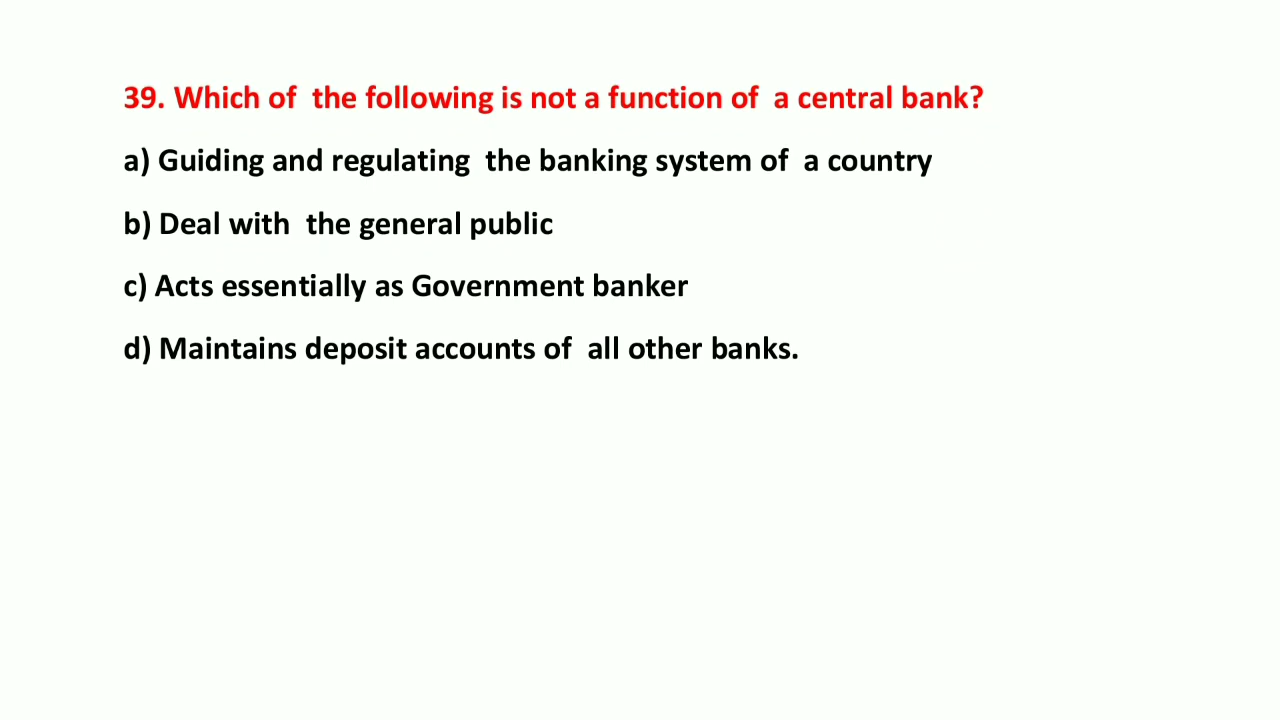 39. Which of the following is not a function of a central bank?
a) Guiding and regulating the banking system of a country
b) Deal with the general public
c) Acts essentially as Government banker
d) Maintains deposit accounts of all other banks.